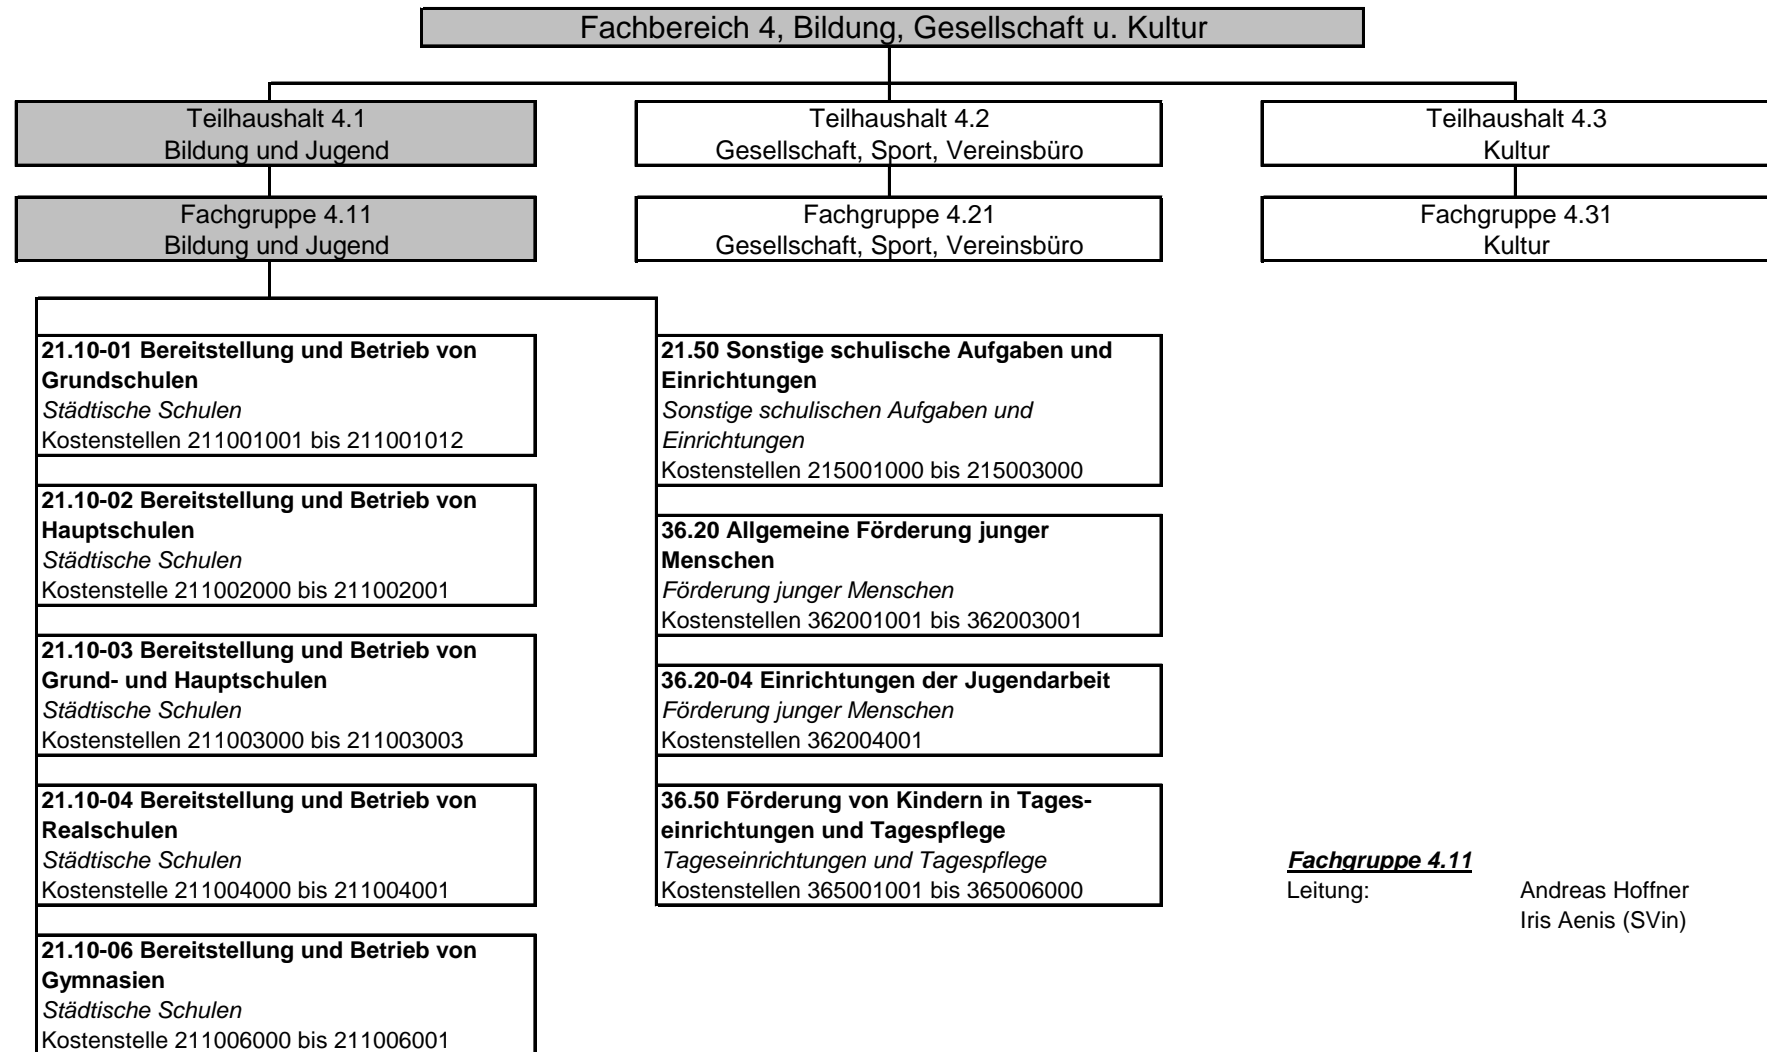 Fachbereich 4, Bildung, Gesellschaft u. Kultur
Teilhaushalt 4.1
Bildung und Jugend
Teilhaushalt 4.2
Gesellschaft, Sport, Vereinsbüro
Teilhaushalt 4.3
Kultur
Fachgruppe 4.11
Bildung und Jugend
Fachgruppe 4.21
Gesellschaft, Sport, Vereinsbüro
Fachgruppe 4.31
Kultur
21.10-01 Bereitstellung und Betrieb von
Grundschulen
Städtische Schulen
Kostenstellen 211001001 bis 211001012
21.10-02 Bereitstellung und Betrieb von
Hauptschulen
Städtische Schulen
Kostenstelle 211002000 bis 211002001
21.10-03 Bereitstellung und Betrieb von
Grund- und Hauptschulen
Städtische Schulen
Kostenstellen 211003000 bis 211003003
21.10-04 Bereitstellung und Betrieb von
Realschulen
Städtische Schulen
Kostenstelle 211004000 bis 211004001
21.10-06 Bereitstellung und Betrieb von
Gymnasien
Städtische Schulen
Kostenstelle 211006000 bis 211006001
21.50 Sonstige schulische Aufgaben und
Einrichtungen
Sonstige schulischen Aufgaben und
Einrichtungen
Kostenstellen 215001000 bis 215003000
36.20 Allgemeine Förderung junger
Menschen
Förderung junger Menschen
Kostenstellen 362001001 bis 362003001
36.20-04 Einrichtungen der Jugendarbeit
Förderung junger Menschen
Kostenstellen 362004001
36.50 Förderung von Kindern in Tages-
einrichtungen und Tagespflege
Tageseinrichtungen und Tagespflege
Kostenstellen 365001001 bis 365006000
Fachgruppe 4.11
Leitung: Andreas Hoffner
Iris Aenis (SVin)